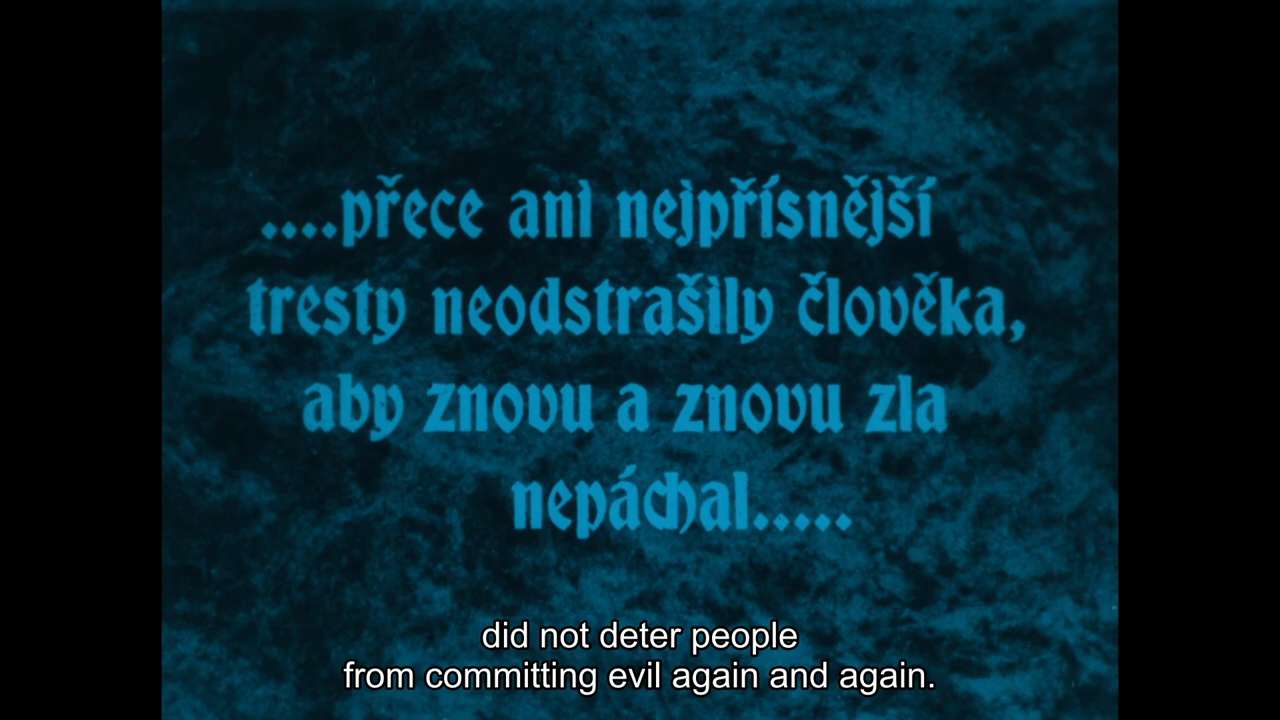 ....přece ani nejpřísnější
tresty neodstrašily člověka,
aby znovu a znovu zla
nepáchal.....
did not deter people
from committing evil again and again.